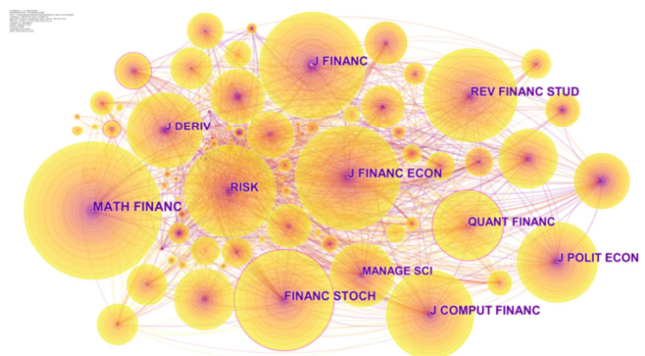 J FINANC
REV FINANC STUD
J DERIV
J FINANC ECON
RISK
MATH FINANC
QUANT FINANC
J POLIT ECON
MANAGE SCI
FINANC STOCH
J COMPUT FINANC